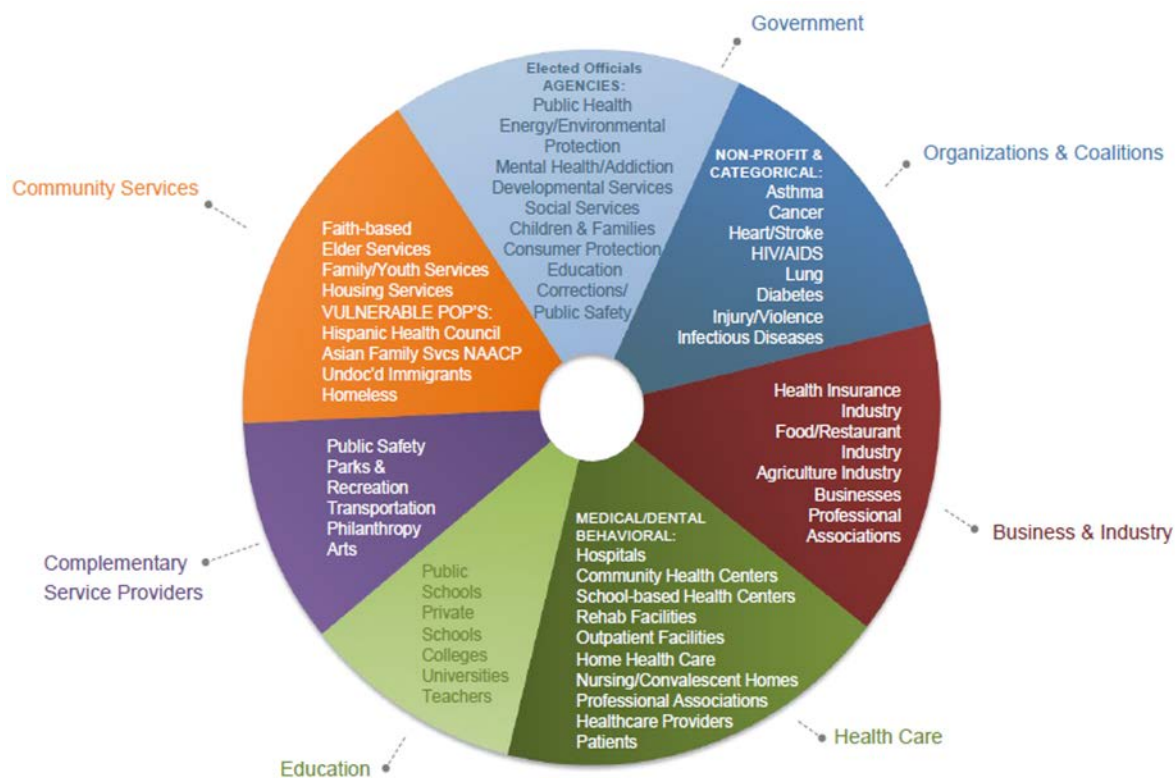 Government
Elected Officials
AGENCIES:
Public Health
Energy/Environmental
Protection
Mental Health/Addiction
Developmental Services
Social Services
Children & Families
Consumer Protection
Education
Corrections/
Public Safety
Organizations & Coalitions
NON-PROFIT &
CATEGORICAL:
Asthma
Cancer
Heart/Stroke
HIV/AIDS
Lung
Diabetes
Injury/Violence
Infectious Diseases
Business & Industry
Health Insurance
Industry
Food/Restaurant
Industry
Agriculture Industry
Businesses
Professional
Associations
Health Care
MEDICAL/DENTAL
BEHAVIORAL:
Hospitals
Community Health Centers
School-based Health Centers
Rehab Facilities
Outpatient Facilities
Home Health Care
Nursing/Convalescent Homes
Professional Associations
Healthcare Providers
Patients
Education
Public
Schools
Private
Schools
Colleges
Universities
Teachers
Complementary
Service Providers
Public Safety
Parks &
Recreation
Transportation
Philanthropy
Arts
Community Services
Faith-based
Elder Services
Family/Youth Services
Housing Services
VULNERABLE POP'S:
Hispanic Health Council
Asian Family Svcs NAACP
Undoc'd Immigrants
Homeless